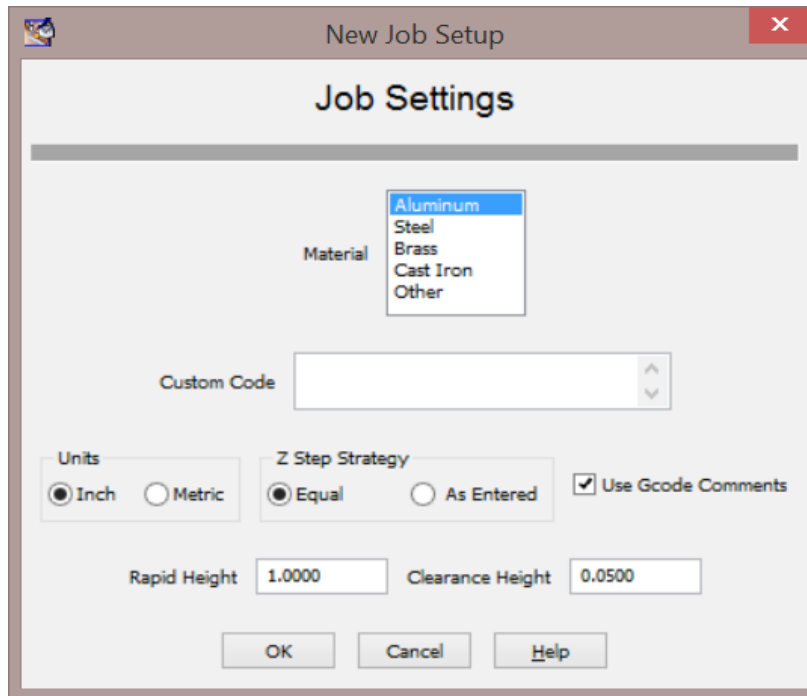 New Job Setup
Job Settings
Material
Aluminum
Steel
Brass
Cast Iron
Other
Custom Code
Units
Inch Metric
Z Step Strategy
Equal As Entered
Use Gcode Comments
Rapid Height 1.0000 Clearance Height 0.0500
OK Cancel Help